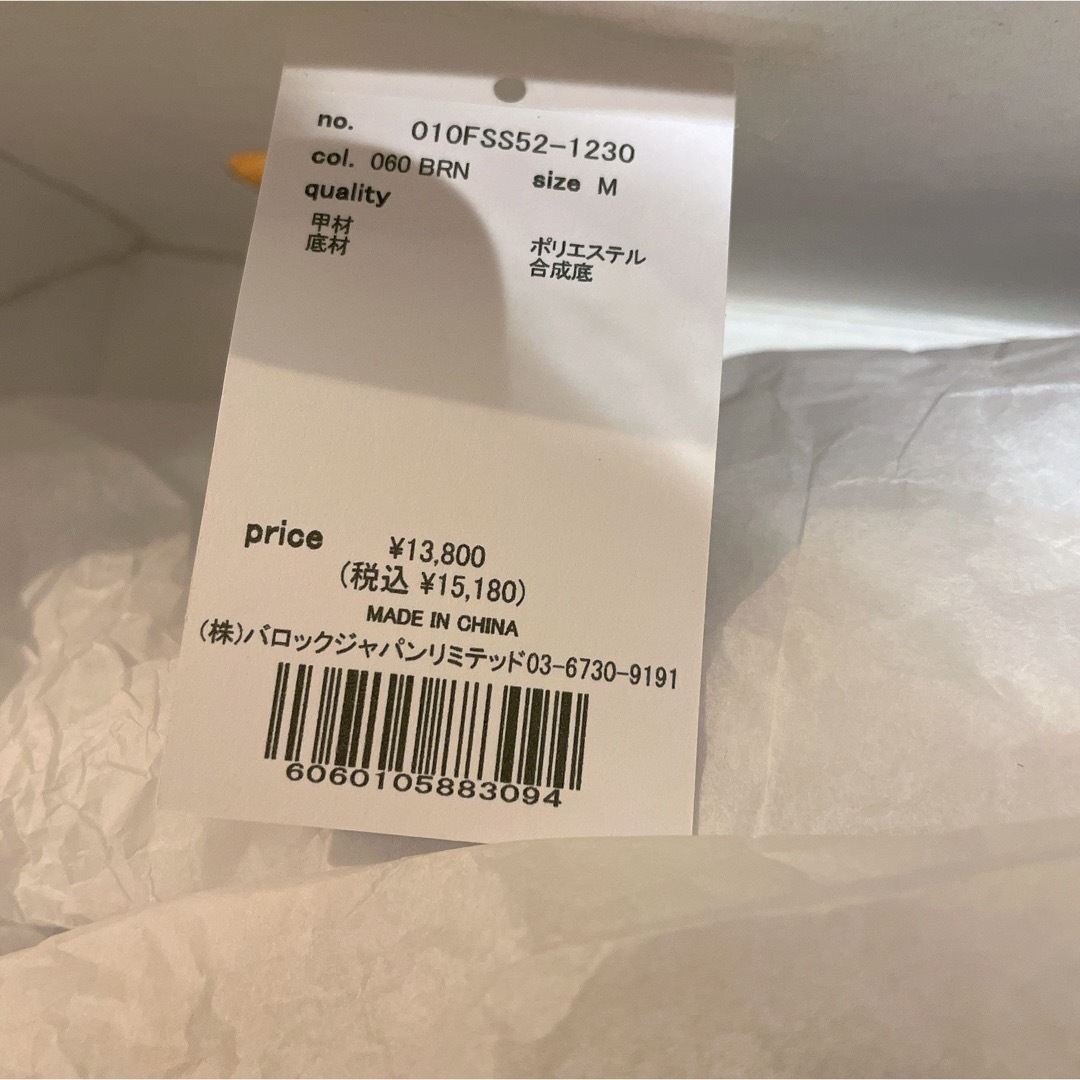 no. 010FSS52-1230
col. 060 BRN size M
quality
甲材 ポリエステル
底材 合成底
price ¥13,800
(税込 ¥15,180)
MADE IN CHINA
(株)バロックジャパンリミテッド03-6730-9191
6060105883094